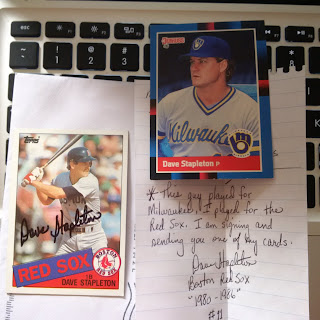 DONRUSS
Milwaukee
Dave Stapleton P
Topps
Dave Stapleton
RED SOX
1B
DAVE STAPLETON
* This guy played for
Milwaukee. I played for the
Red Sox. I am signing and
sending you one of my cards.
Dave Stapleton
Boston Red Sox
"1980-1986"
#11